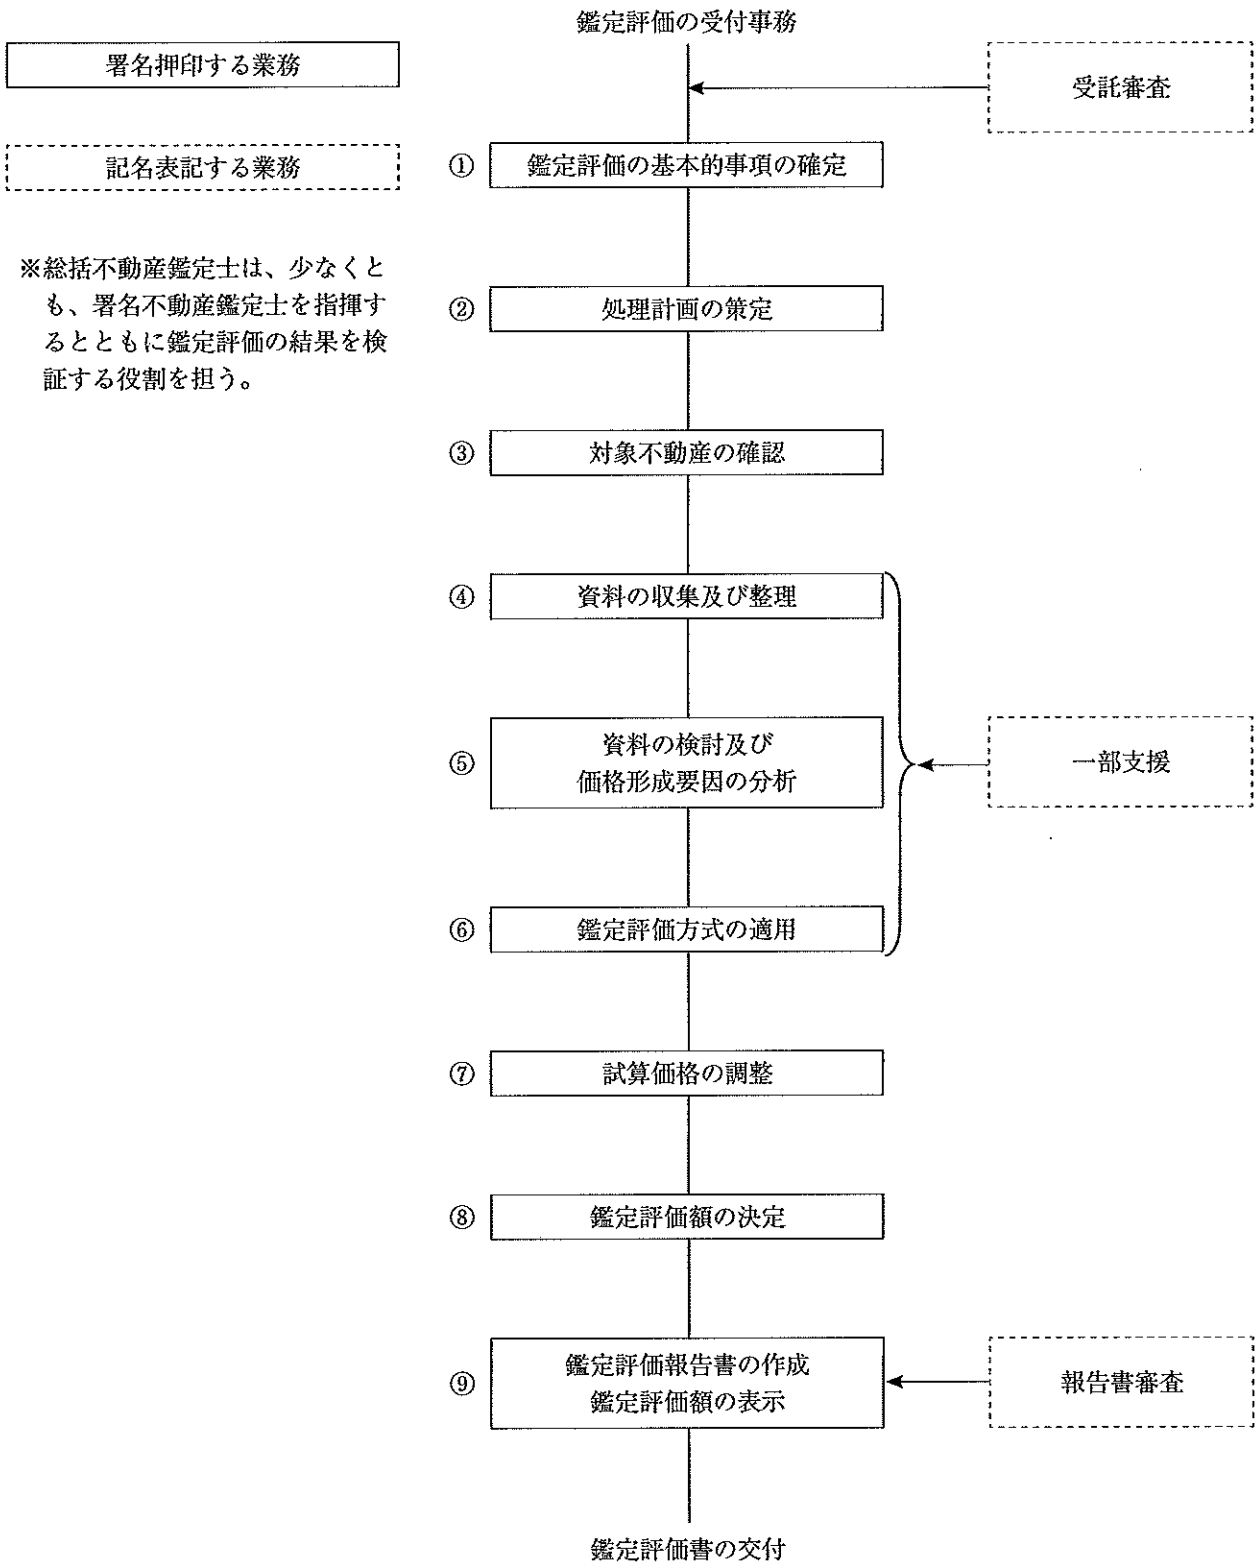 鑑定評価の受付事務
署名押印する業務
受託審査
記名表記する業務
① 鑑定評価の基本的事項の確定
※総括不動産鑑定士は、少なくと
も、署名不動産鑑定士を指揮す
るとともに鑑定評価の結果を検
証する役割を担う。
② 処理計画の策定
③ 対象不動産の確認
④ 資料の収集及び整理
⑤ 資料の検討及び
価格形成要因の分析
一部支援
⑥ 鑑定評価方式の適用
⑦ 試算価格の調整
⑧ 鑑定評価額の決定
⑨ 鑑定評価報告書の作成
鑑定評価額の表示
報告書審査
鑑定評価書の交付